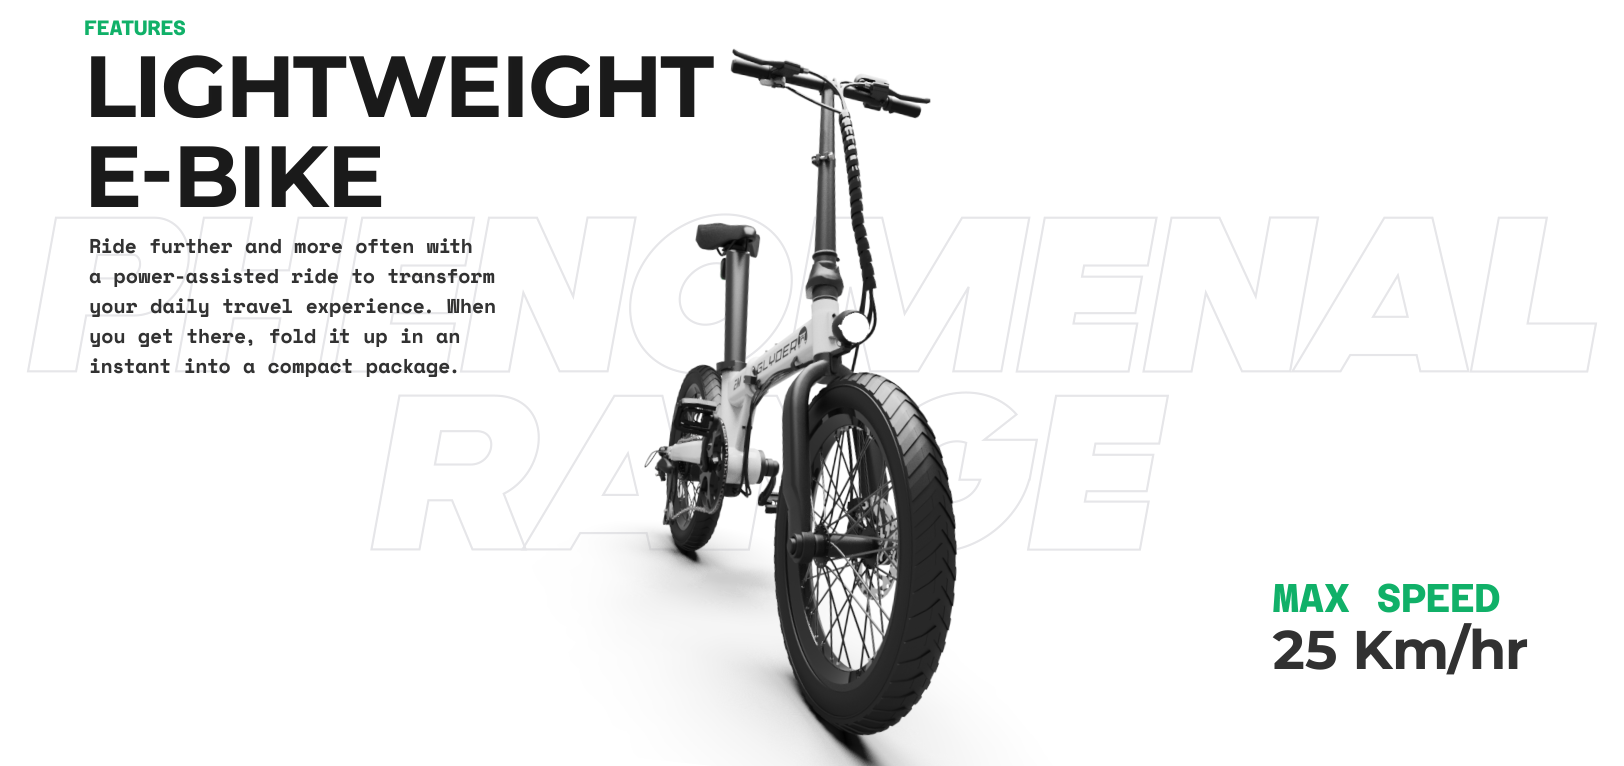 FEATURES
LIGHTWEIGHT
E-BIKE
PHENOMENAL
RANGE
Ride further and more often with
a power-assisted ride to transform
your daily travel experience. When
you get there, fold it up in an
instant into a compact package.
GLYDER
MAX SPEED
25 Km/hr